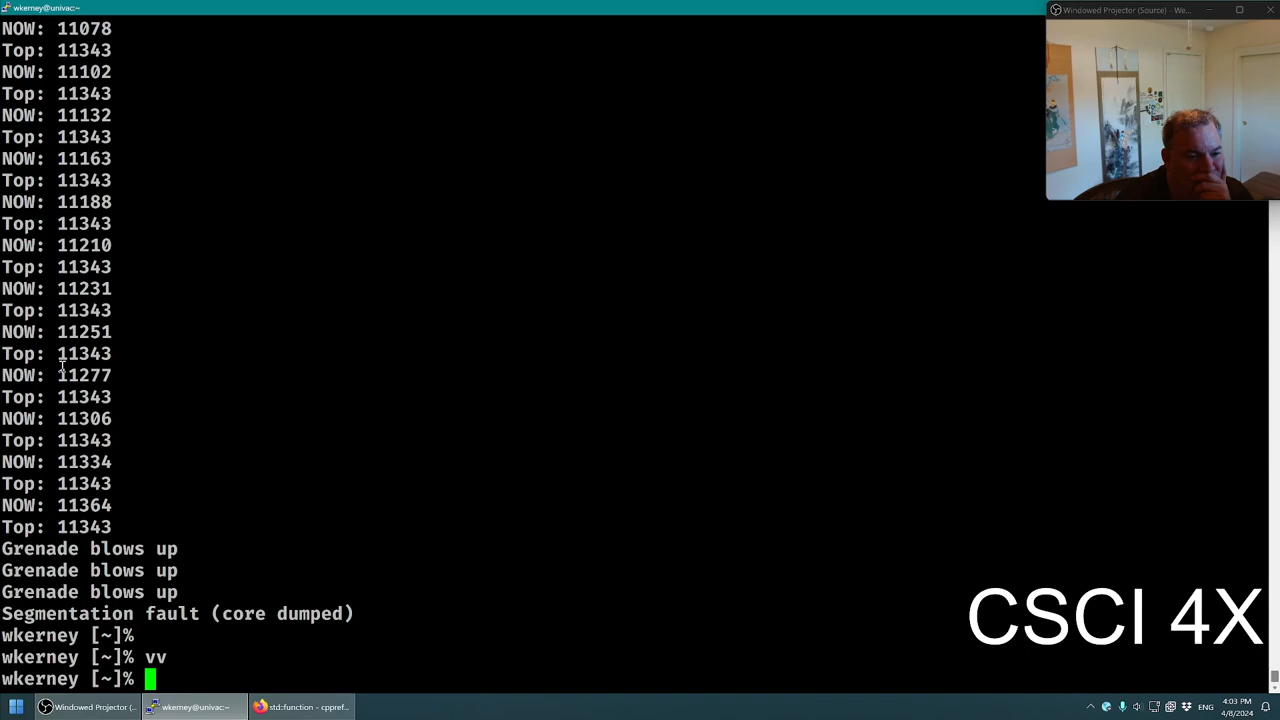 wkerney@univac:~
Windowed Projector (Source) - We...
NOW: 11078
Top: 11343
NOW: 11102
Top: 11343
NOW: 11132
Top: 11343
NOW: 11163
Top: 11343
NOW: 11188
Top: 11343
NOW: 11210
Top: 11343
NOW: 11231
Top: 11343
NOW: 11251
Top: 11343
NOW: 11277
Top: 11343
NOW: 11306
Top: 11343
NOW: 11334
Top: 11343
NOW: 11364
Top: 11343
Grenade blows up
Grenade blows up
Grenade blows up
Segmentation fault (core dumped)
wkerney [~]%
wkerney [~]% vv
wkerney [~]%
CSCI 4X
Windowed Projector (...
wkerney@univac:~
std::function - cppref...
ENG
4:03 PM
4/8/2024